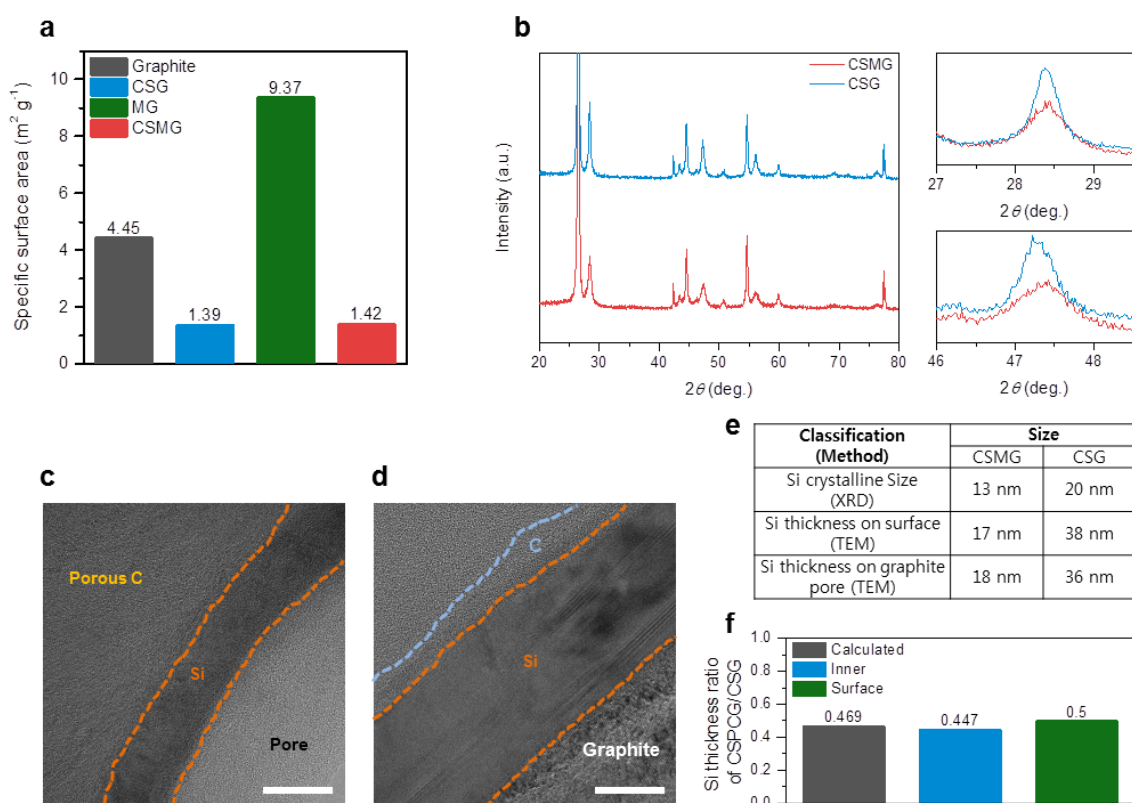 a
Graphite
CSG
MG
CSMG
Specific surface area (m² g⁻¹)
10
8
6
4
2
0
4.45
1.39
9.37
1.42
b
CSMG
CSG
Intensity (a.u.)
20 30 40 50 60 70 80
2θ (deg.)
27 28 29
2θ (deg.)
46 47 48
2θ (deg.)
c
Porous C
Si
Pore
d
C
Si
Graphite
e
Classification (Method) Size
CSMG CSG
Si crystalline Size (XRD) 13 nm 20 nm
Si thickness on surface (TEM) 17 nm 38 nm
Si thickness on graphite pore (TEM) 18 nm 36 nm
f
Calculated
Inner
Surface
Si thickness ratio
of CSPCG/CSG
1.0
0.8
0.6
0.4
0.2
0.0
0.469
0.447
0.5